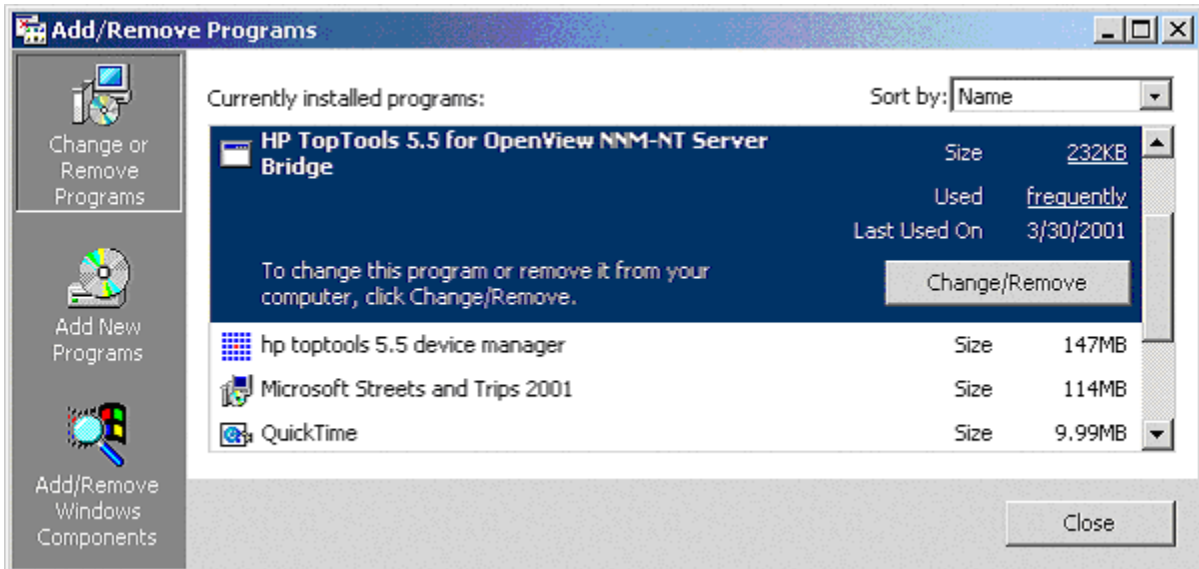 Add/Remove Programs
Change or
Remove
Programs
Add New
Programs
Add/Remove
Windows
Components
Currently installed programs:
Sort by: Name
HP TopTools 5.5 for OpenView NNM-NT Server
Bridge
Size 232KB
Used frequently
Last Used On 3/30/2001
To change this program or remove it from your
computer, click Change/Remove.
Change/Remove
hp toptools 5.5 device manager Size 147MB
Microsoft Streets and Trips 2001 Size 114MB
QuickTime Size 9.99MB
Close